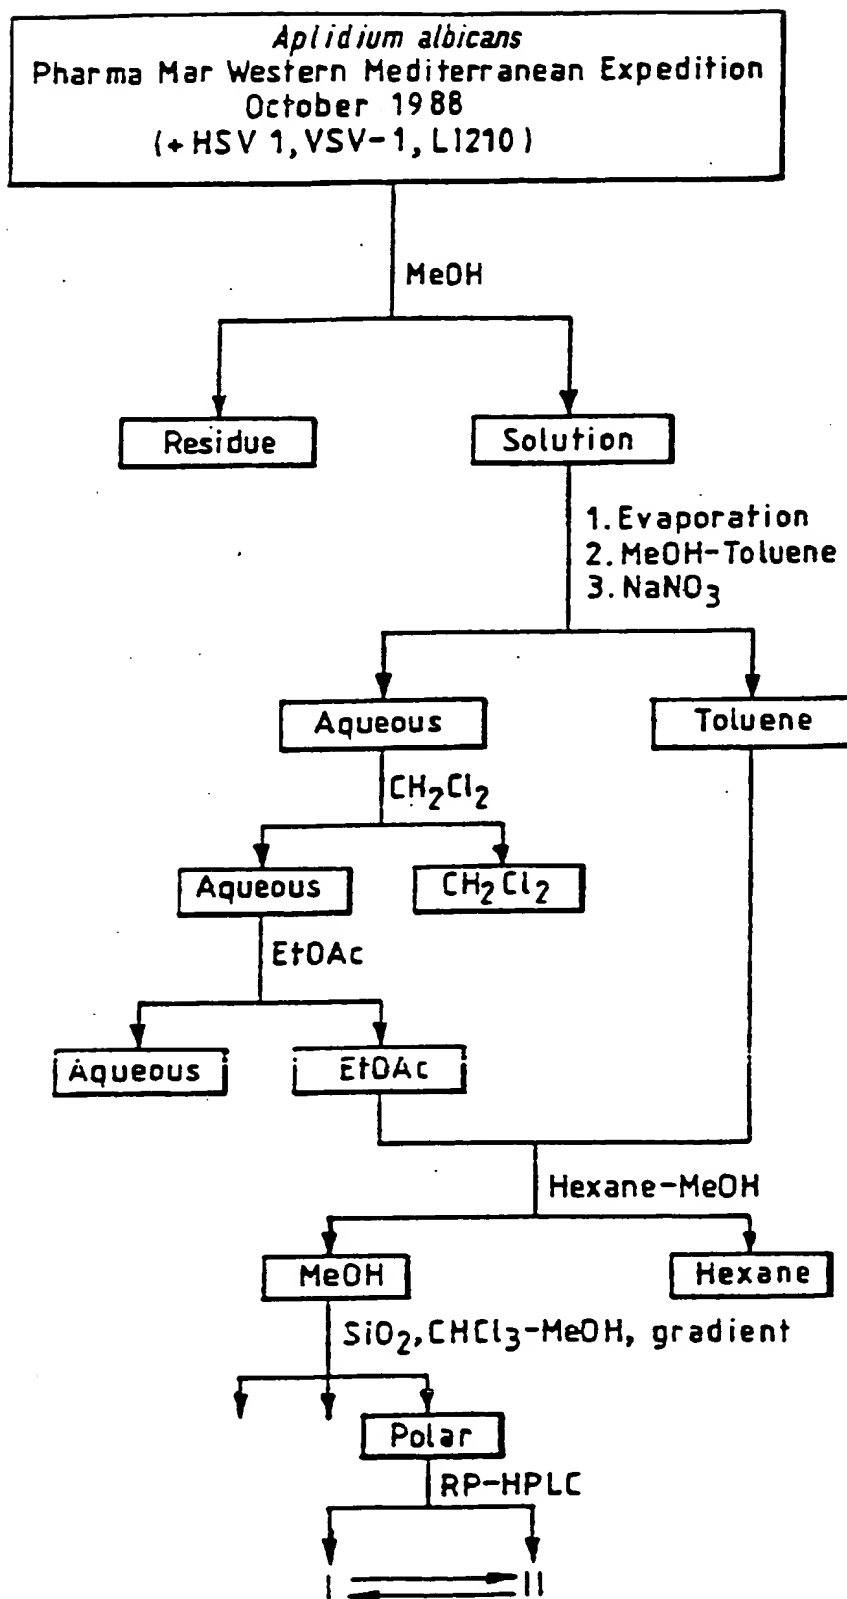 Aplidium albicans
Pharma Mar Western Mediterranean Expedition
October 1988
(+ HSV 1, VSV-1, L1210)
MeOH
Residue
Solution
1. Evaporation
2. MeOH-Toluene
3. NaNO3
Aqueous
Toluene
CH2Cl2
Aqueous
CH2Cl2
EtOAc
Aqueous
EtOAc
Hexane-MeOH
MeOH
Hexane
SiO2, CHCl3-MeOH, gradient
Polar
RP-HPLC
I
II